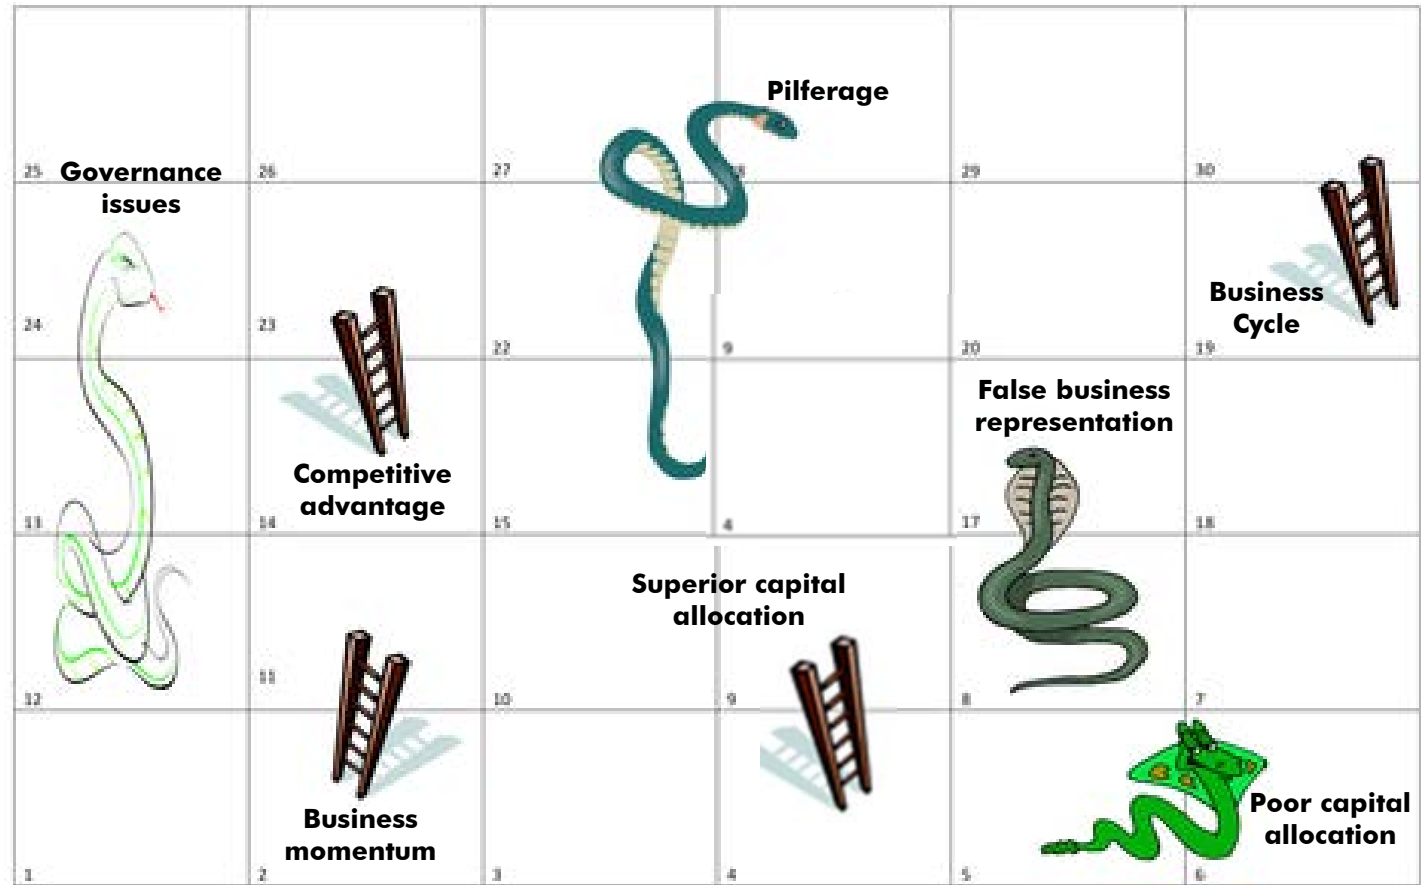 Pilferage
25
Governance
issues
26
27
8
29
30
Business
Cycle
24
23
22
9
20
19
False business
representation
Competitive
advantage
13
14
15
4
17
18
Superior capital
allocation
12
11
10
9
8
7
Business
momentum
Poor capital
allocation
1
2
3
4
5
6